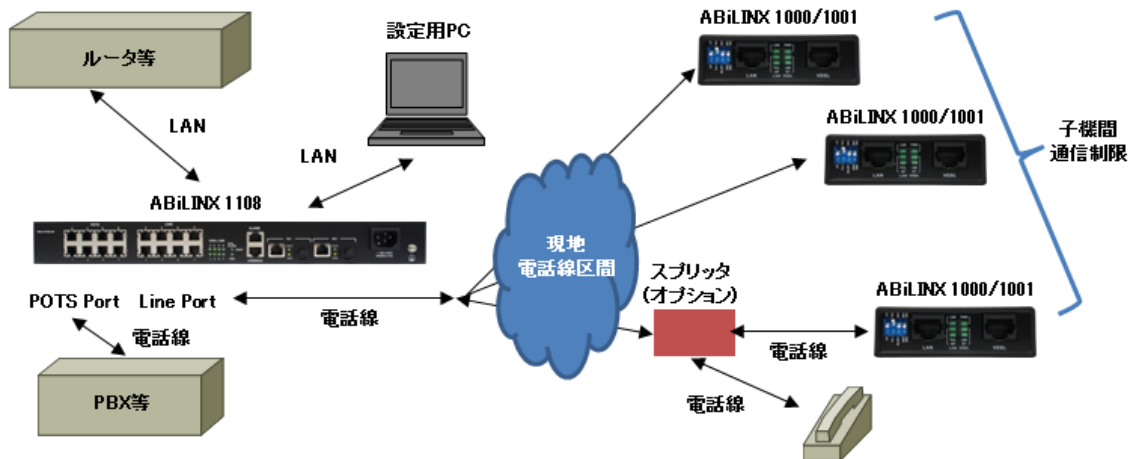 ABiLINX 1000/1001
ルータ等
設定用PC
LAN
VDSL
LAN
ABiLINX 1000/1001
子機間
通信制限
LAN
ABiLINX 1108
現地
電話線区間
スプリッタ
(オプション)
ABiLINX 1000/1001
POTS Port
Line Port
電話線
電話線
電話線
PBX等
電話線